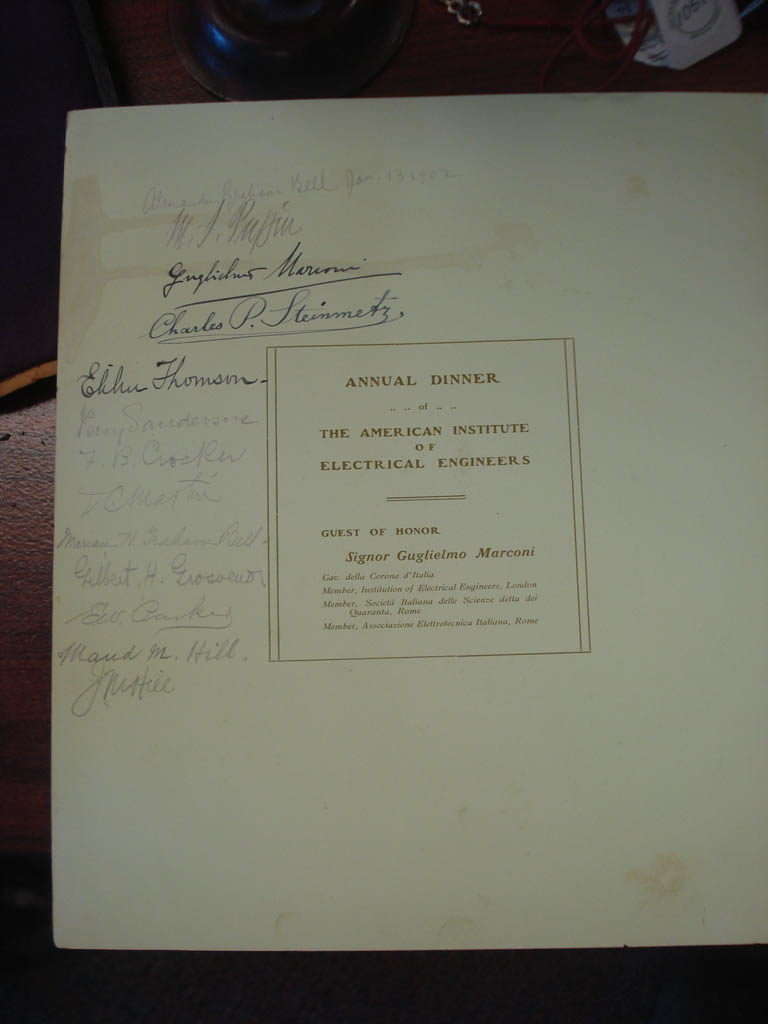 Alexander Graham Bell Jan. 13 1902
M. I. Pupin
Guglielmo Marconi
Charles P. Steinmetz,
Elihu Thomson -
Percy Sanderson
F. B. Crocker
T C Martin
Marian H. Graham Bell.
Gilbert. H. Grosvenor
Maud M. Hill.
J M Hill
ANNUAL DINNER
.. .. of .. ..
THE AMERICAN INSTITUTE
OF
ELECTRICAL ENGINEERS
GUEST OF HONOR
Signor Guglielmo Marconi
Cav. della Corona d'Italia
Member, Institution of Electrical Engineers, London
Member, Società Italiana delle Scienze detta dei
Quaranta, Rome
Member, Associazione Elettrotecnica Italiana, Rome